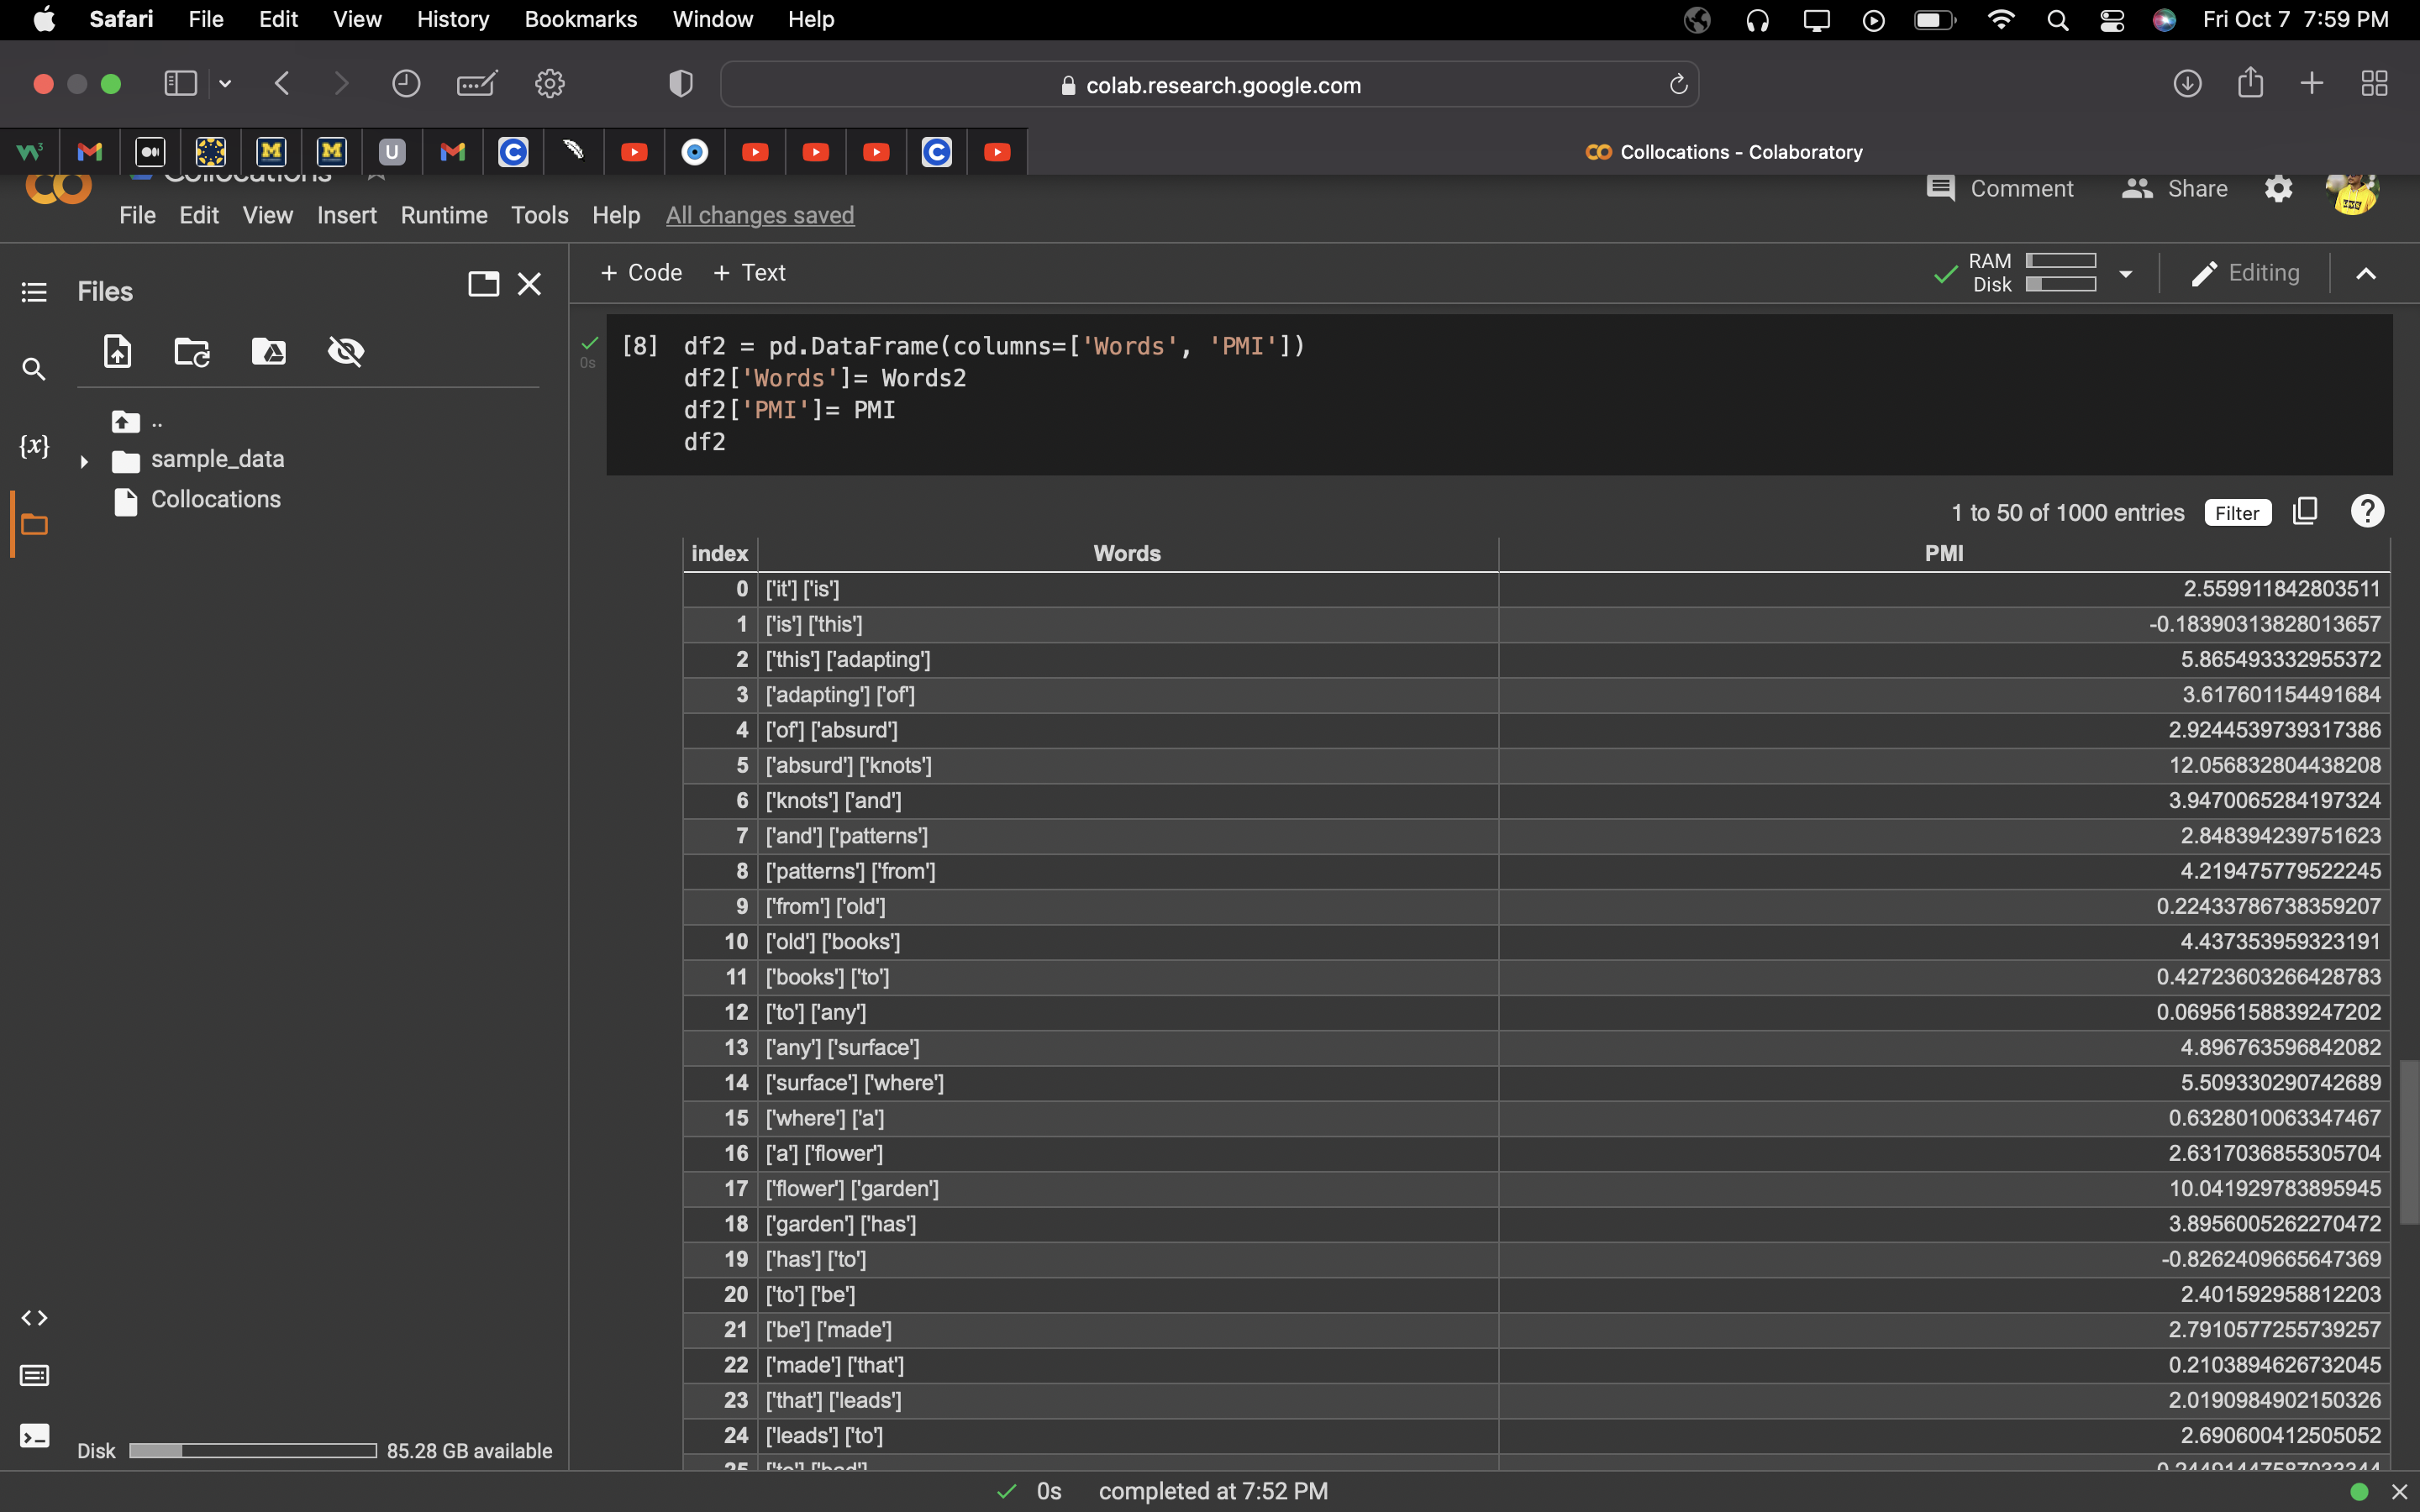 Safari File Edit View History Bookmarks Window Help Fri Oct 7 7:59 PM
colab.research.google.com
Collocations - Colaboratory
Collocations
Comment Share
File Edit View Insert Runtime Tools Help All changes saved
Files
+ Code + Text
RAM
Disk
Editing
..
sample_data
Collocations
Disk 85.28 GB available
0s
[8] df2 = pd.DataFrame(columns=['Words', 'PMI'])
df2['Words']= Words2
df2['PMI']= PMI
df2
1 to 50 of 1000 entries Filter
index Words PMI
0 ['it'] ['is'] 2.559911842803511
1 ['is'] ['this'] -0.18390313828013657
2 ['this'] ['adapting'] 5.865493332955372
3 ['adapting'] ['of'] 3.617601154491684
4 ['of'] ['absurd'] 2.9244539739317386
5 ['absurd'] ['knots'] 12.056832804438208
6 ['knots'] ['and'] 3.9470065284197324
7 ['and'] ['patterns'] 2.848394239751623
8 ['patterns'] ['from'] 4.219475779522245
9 ['from'] ['old'] 0.22433786738359207
10 ['old'] ['books'] 4.437353959323191
11 ['books'] ['to'] 0.42723603266428783
12 ['to'] ['any'] 0.06956158839247202
13 ['any'] ['surface'] 4.896763596842082
14 ['surface'] ['where'] 5.509330290742689
15 ['where'] ['a'] 0.6328010063347467
16 ['a'] ['flower'] 2.6317036855305704
17 ['flower'] ['garden'] 10.041929783895945
18 ['garden'] ['has'] 3.8956005262270472
19 ['has'] ['to'] -0.8262409665647369
20 ['to'] ['be'] 2.401592958812203
21 ['be'] ['made'] 2.7910577255739257
22 ['made'] ['that'] 0.2103894626732045
23 ['that'] ['leads'] 2.0190984902150326
24 ['leads'] ['to'] 2.690600412505052
25 ['to'] ['bad']
0s completed at 7:52 PM